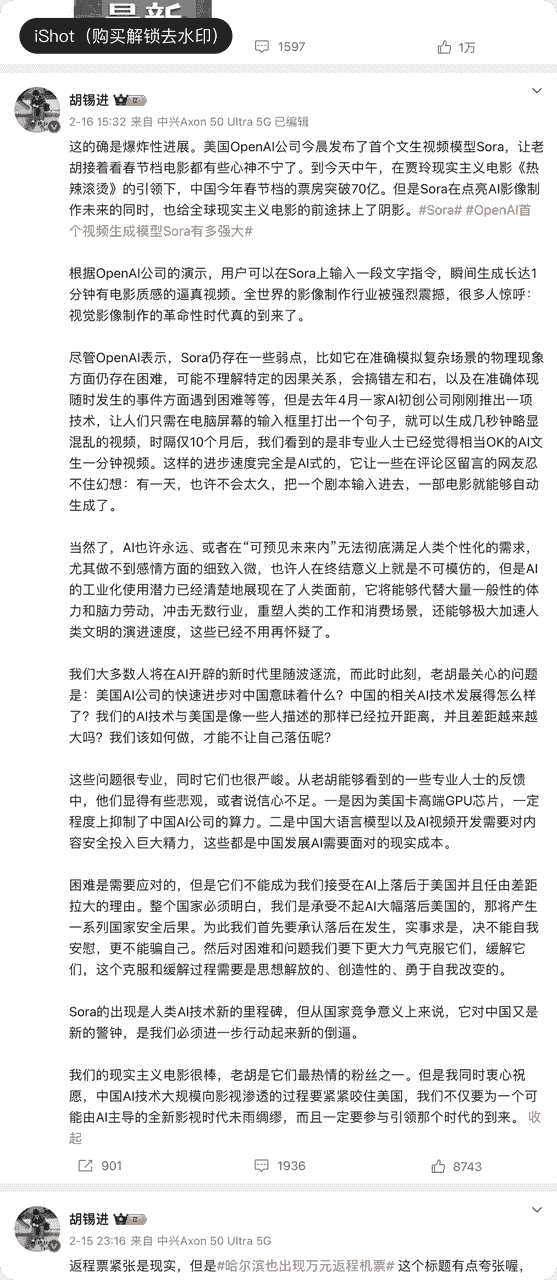 最新
iShot（购买解锁去水印）
1597
1万
胡锡进
2-16 15:32 来自 中兴Axon 50 Ultra 5G 已编辑
这的确是爆炸性进展。美国OpenAI公司今晨发布了首个文生视频模型Sora，让老
胡接着看春节档电影都有些心神不宁了。到今天中午，在贾玲现实主义电影《热
辣滚烫》的引领下，中国今年春节档的票房突破70亿。但是Sora在点亮AI影像制
作未来的同时，也给全球现实主义电影的前途抹上了阴影。#Sora# #OpenAI首
个视频生成模型Sora有多强大#
根据OpenAI公司的演示，用户可以在Sora上输入一段文字指令，瞬间生成长达1
分钟有电影质感的逼真视频。全世界的影像制作行业被强烈震撼，很多人惊呼：
视觉影像制作的革命性时代真的到来了。
尽管OpenAI表示，Sora仍存在一些弱点，比如它在准确模拟复杂场景的物理现象
方面仍存在困难，可能不理解特定的因果关系，会搞错左和右，以及在准确体现
随时发生的事件方面遇到困难等等，但是去年4月一家AI初创公司刚刚推出一项
技术，让人们只需在电脑屏幕的输入框里打出一个句子，就可以生成几秒钟略显
混乱的视频，时隔仅10个月后，我们看到的是非专业人士已经觉得相当OK的AI文
生一分钟视频。这样的进步速度完全是AI式的，它让一些在评论区留言的网友忍
不住幻想：有一天，也许不会太久，把一个剧本输入进去，一部电影就能够自动
生成了。
当然了，AI也许永远、或者在“可预见未来内”无法彻底满足人类个性化的需求，
尤其做不到感情方面的细致入微，也许人在终结意义上就是不可模仿的，但是AI
的工业化使用潜力已经清楚地展现在了人类面前，它将能够代替大量一般性的体
力和脑力劳动，冲击无数行业，重塑人类的工作和消费场景，还能够极大加速人
类文明的演进速度，这些已经不用再怀疑了。
我们大多数人将在AI开辟的新时代里随波逐流，而此时此刻，老胡最关心的问题
是：美国AI公司的快速进步对中国意味着什么？中国的相关AI技术发展得怎么样
了？我们的AI技术与美国是像一些人描述的那样已经拉开距离，并且差距越来越
大吗？我们该如何做，才能不让自己落伍呢？
这些问题很专业，同时它们也很严峻。从老胡能够看到的一些专业人士的反馈
中，他们显得有些悲观，或者说信心不足。一是因为美国卡高端GPU芯片，一定
程度上抑制了中国AI公司的算力。二是中国大语言模型以及AI视频开发需要对内
容安全投入巨大精力，这些都是中国发展AI需要面对的现实成本。
困难是需要应对的，但是它们不能成为我们接受在AI上落后于美国并且任由差距
拉大的理由。整个国家必须明白，我们是承受不起AI大幅落后美国的，那将产生
一系列国家安全后果。为此我们首先要承认落后在发生，实事求是，决不能自我
安慰，更不能骗自己。然后对困难和问题我们要下更大力气克服它们，缓解它
们，这个克服和缓解过程需要是思想解放的、创造性的、勇于自我改变的。
Sora的出现是人类AI技术新的里程碑，但从国家竞争意义上来说，它对中国又是
新的警钟，是我们必须进一步行动起来新的倒逼。
我们的现实主义电影很棒，老胡是它们最热情的粉丝之一。但是我同时衷心祝
愿，中国AI技术大规模向影视渗透的过程要紧紧咬住美国，我们不仅要为一个可
能由AI主导的全新影视时代未雨绸缪，而且一定要参与引领那个时代的到来。 收
起
901
1936
8743
胡锡进
2-15 23:16 来自 中兴Axon 50 Ultra 5G
返程票紧张是现实，但是#哈尔滨也出现万元返程机票# 这个标题有点夸张喔，